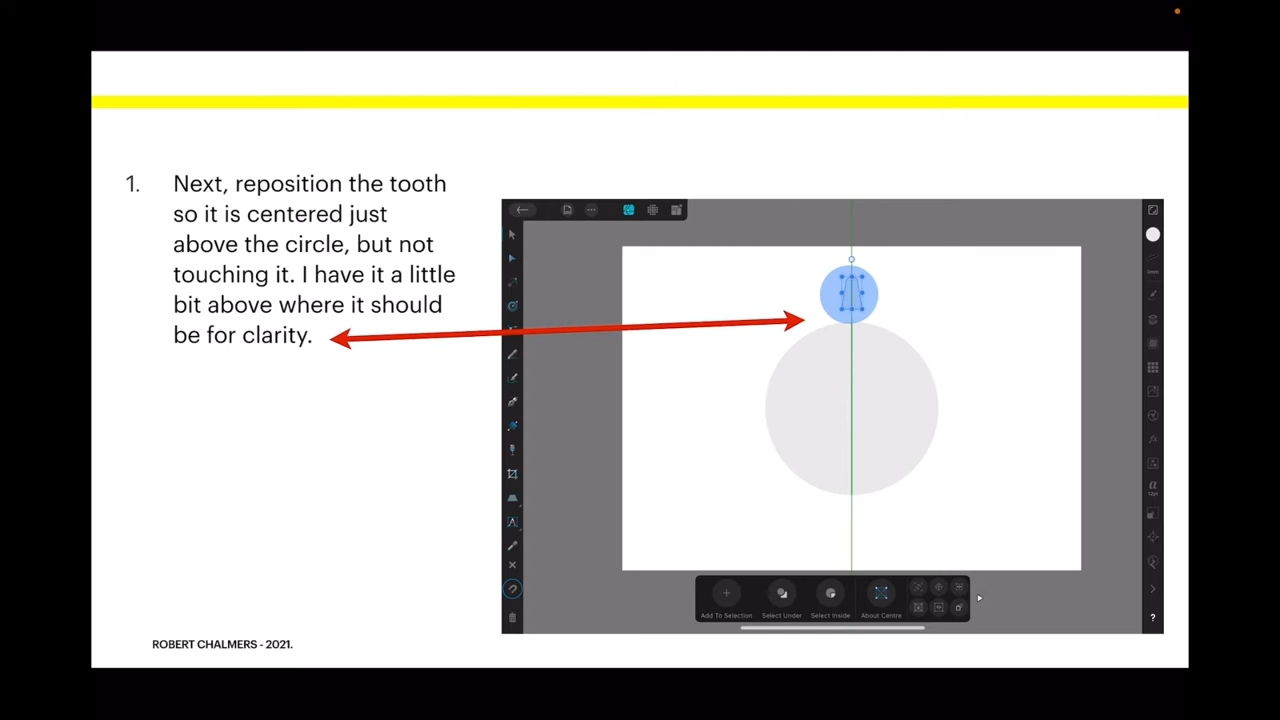 1. Next, reposition the tooth
so it is centered just
above the circle, but not
touching it. I have it a little
bit above where it should
be for clarity.
Add To Selection Select Under Select Inside About Centre
?
ROBERT CHALMERS - 2021.